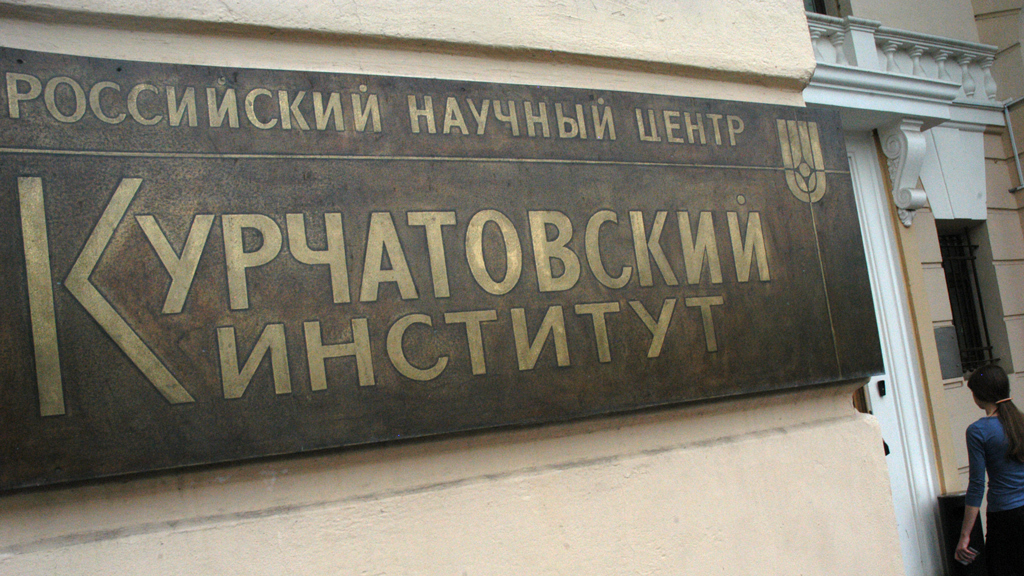 РОССИЙСКИЙ НАУЧНЫЙ ЦЕНТР
КУРЧАТОВСКИЙ
ИНСТИТУТ